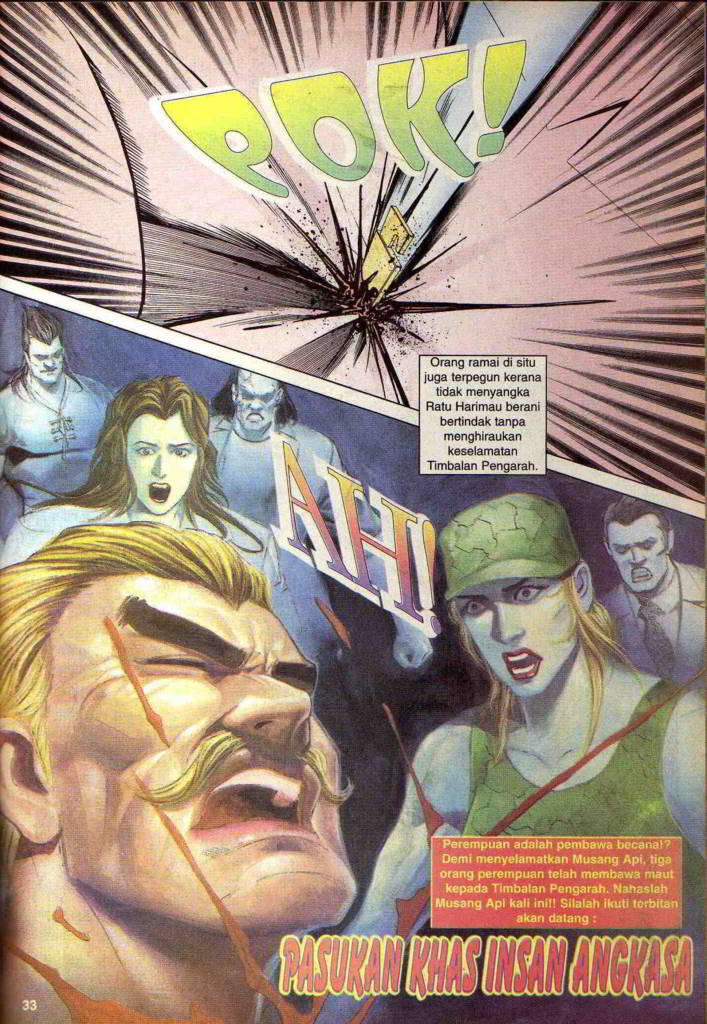 POK!
Orang ramai di situ
juga terpegun kerana
tidak menyangka
Ratu Harimau berani
bertindak tanpa
menghiraukan
keselamatan
Timbalan Pengarah.
AH!
Perempuan adalah pembawa becana!?
Demi menyelamatkan Musang Api, tiga
orang perempuan telah membawa maut
kepada Timbalan Pengarah. Nahaslah
Musang Api kali ini!! Silalah ikuti terbitan
akan datang :
PASUKAN KHAS INSAN ANGKASA
33